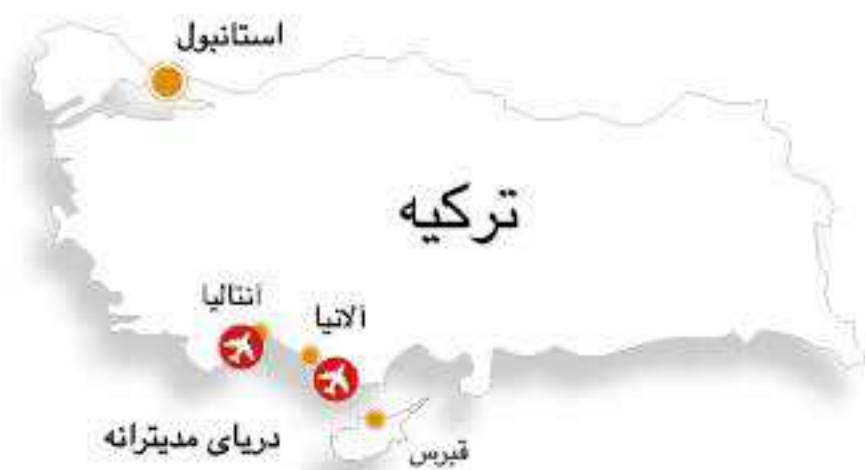 استانبول
ترکیه
آنتالیا
آلانیا
دریای مدیترانه
قبرس